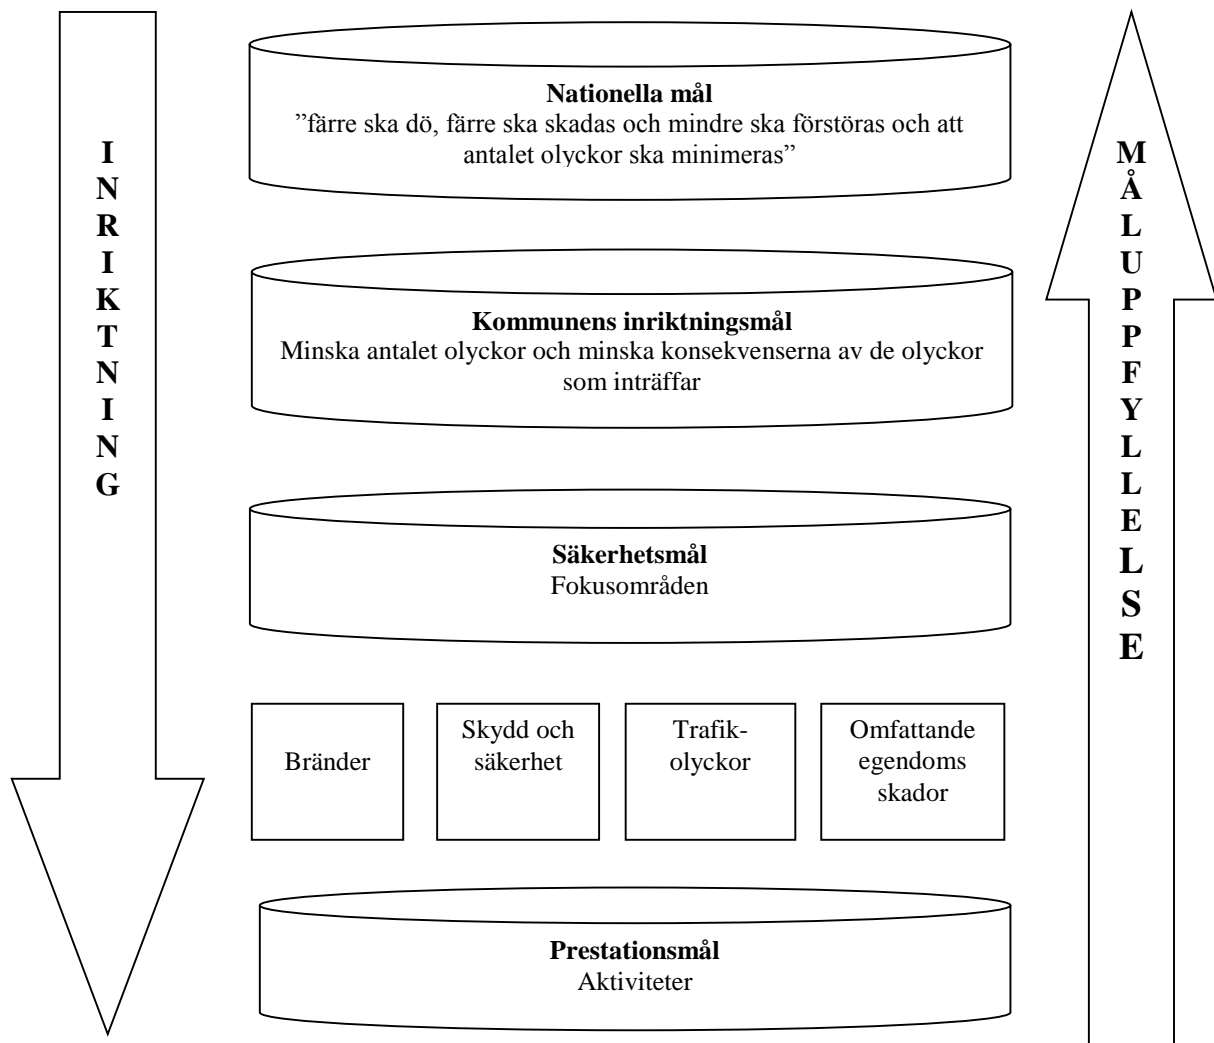 INRIKTNING
Nationella mål
”färre ska dö, färre ska skadas och mindre ska förstöras och att
antalet olyckor ska minimeras”
Kommunens inriktningsmål
Minska antalet olyckor och minska konsekvenserna av de olyckor
som inträffar
Säkerhetsmål
Fokusområden
Bränder
Skydd och
säkerhet
Trafik-
olyckor
Omfattande
egendoms
skador
Prestationsmål
Aktiviteter
MÅLUPPFYLLELSE